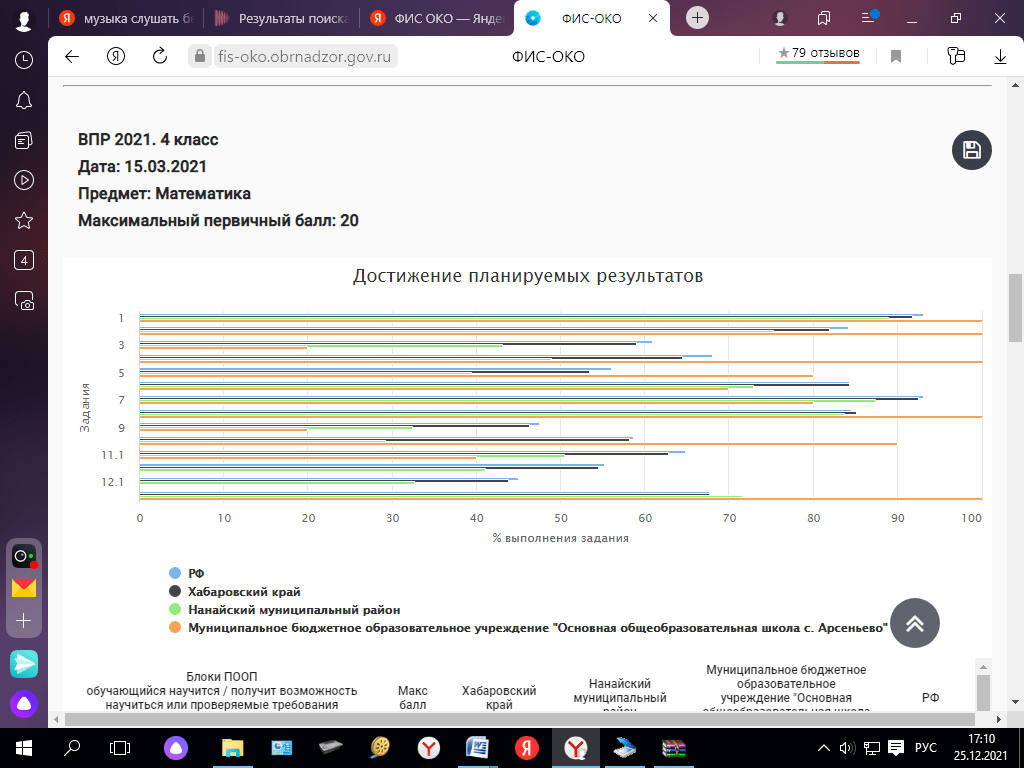 музыка слушать б
Результаты поиска
ФИС ОКО — Янде
ФИС-ОКО
fis-oko.obrnadzor.gov.ru
ФИС-ОКО
79 отзывов
4
ВПР 2021. 4 класс
Дата: 15.03.2021
Предмет: Математика
Максимальный первичный балл: 20
Достижение планируемых результатов
Задания
1
3
5
7
9
11.1
12.1
0 10 20 30 40 50 60 70 80 90 100
% выполнения задания
РФ
Хабаровский край
Нанайский муниципальный район
Муниципальное бюджетное образовательное учреждение "Основная общеобразовательная школа с. Арсеньево"
Блоки ПООП
обучающийся научится / получит возможность
научиться или проверяемые требования
Макс
балл
Хабаровский
край
Нанайский
муниципальный
район
Муниципальное бюджетное
образовательное
учреждение "Основная
общеобразовательная школа
РФ
РУС
17:10
25.12.2021